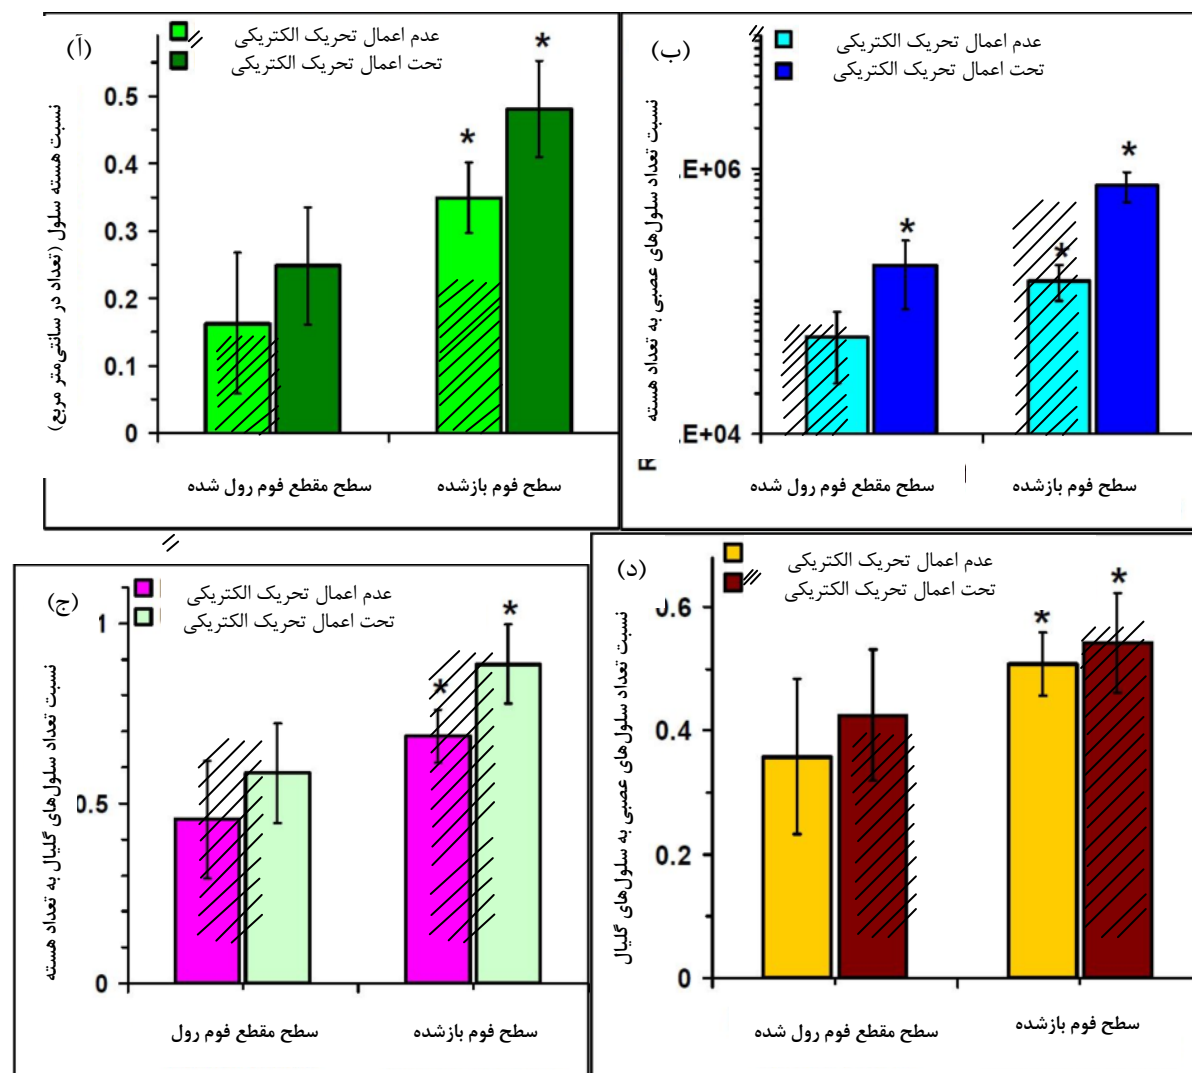 (آ)
عدم اعمال تحریک الکتریکی
تحت اعمال تحریک الکتریکی
نسبت هسته سلول (تعداد در سانتی‌متر مربع)
0.5
0.4
0.3
0.2
0.1
0
*
*
سطح مقطع فوم رول شده
سطح فوم بازشده
(ب)
عدم اعمال تحریک الکتریکی
تحت اعمال تحریک الکتریکی
نسبت تعداد سلول‌های عصبی به تعداد هسته
.E+06
.E+04
*
*
*
سطح مقطع فوم رول شده
سطح فوم بازشده
(ج)
عدم اعمال تحریک الکتریکی
تحت اعمال تحریک الکتریکی
نسبت تعداد سلول‌های گلیال به تعداد هسته
1
0.5
0
*
*
سطح مقطع فوم رول
سطح فوم بازشده
(د)
عدم اعمال تحریک الکتریکی
تحت اعمال تحریک الکتریکی
نسبت تعداد سلول‌های عصبی به سلول‌های گلیال
0.6
0.4
0.2
0
*
*
سطح مقطع فوم رول شده
سطح فوم بازشده